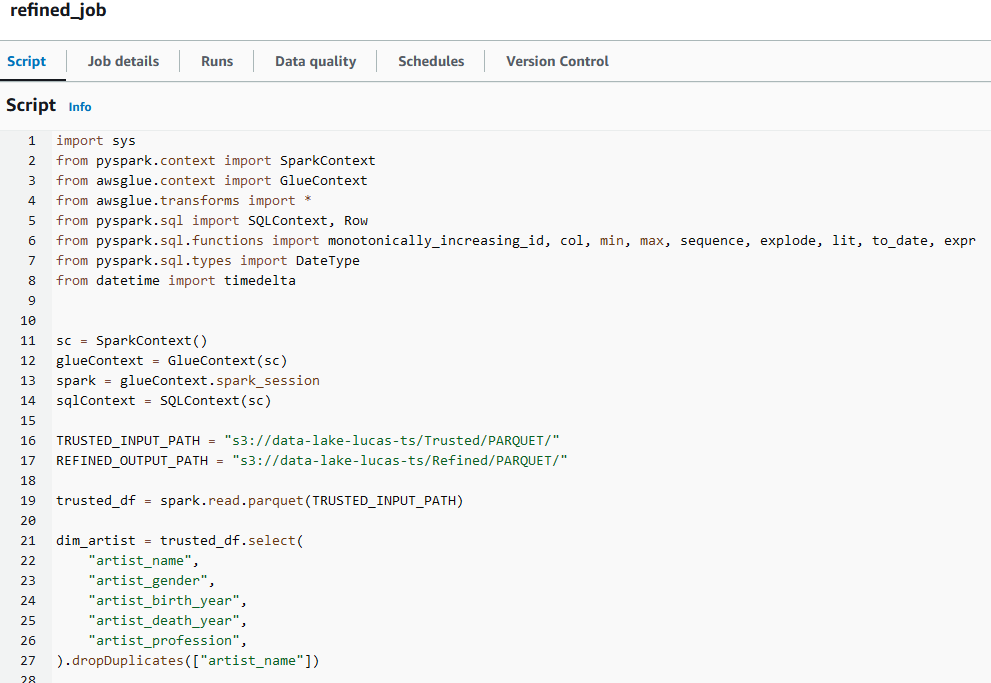 refined_job
Script Job details Runs Data quality Schedules Version Control
Script Info
1 import sys
2 from pyspark.context import SparkContext
3 from awsglue.context import GlueContext
4 from awsglue.transforms import *
5 from pyspark.sql import SQLContext, Row
6 from pyspark.sql.functions import monotonically_increasing_id, col, min, max, sequence, explode, lit, to_date, expr
7 from pyspark.sql.types import DateType
8 from datetime import timedelta
9
10
11 sc = SparkContext()
12 glueContext = GlueContext(sc)
13 spark = glueContext.spark_session
14 sqlContext = SQLContext(sc)
15
16 TRUSTED_INPUT_PATH = "s3://data-lake-lucas-ts/Trusted/PARQUET/"
17 REFINED_OUTPUT_PATH = "s3://data-lake-lucas-ts/Refined/PARQUET/"
18
19 trusted_df = spark.read.parquet(TRUSTED_INPUT_PATH)
20
21 dim_artist = trusted_df.select(
22     "artist_name",
23     "artist_gender",
24     "artist_birth_year",
25     "artist_death_year",
26     "artist_profession",
27 ).dropDuplicates(["artist_name"])
28